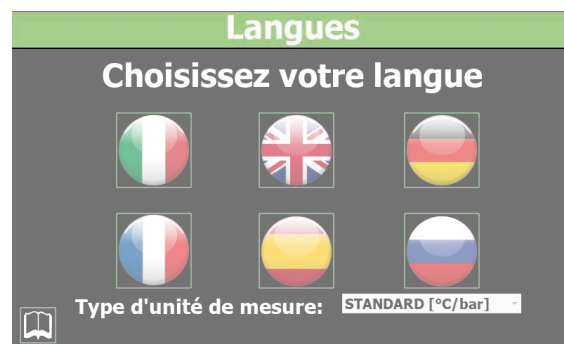 Langues
Choisissez votre langue
Type d'unité de mesure: STANDARD [°C/bar]